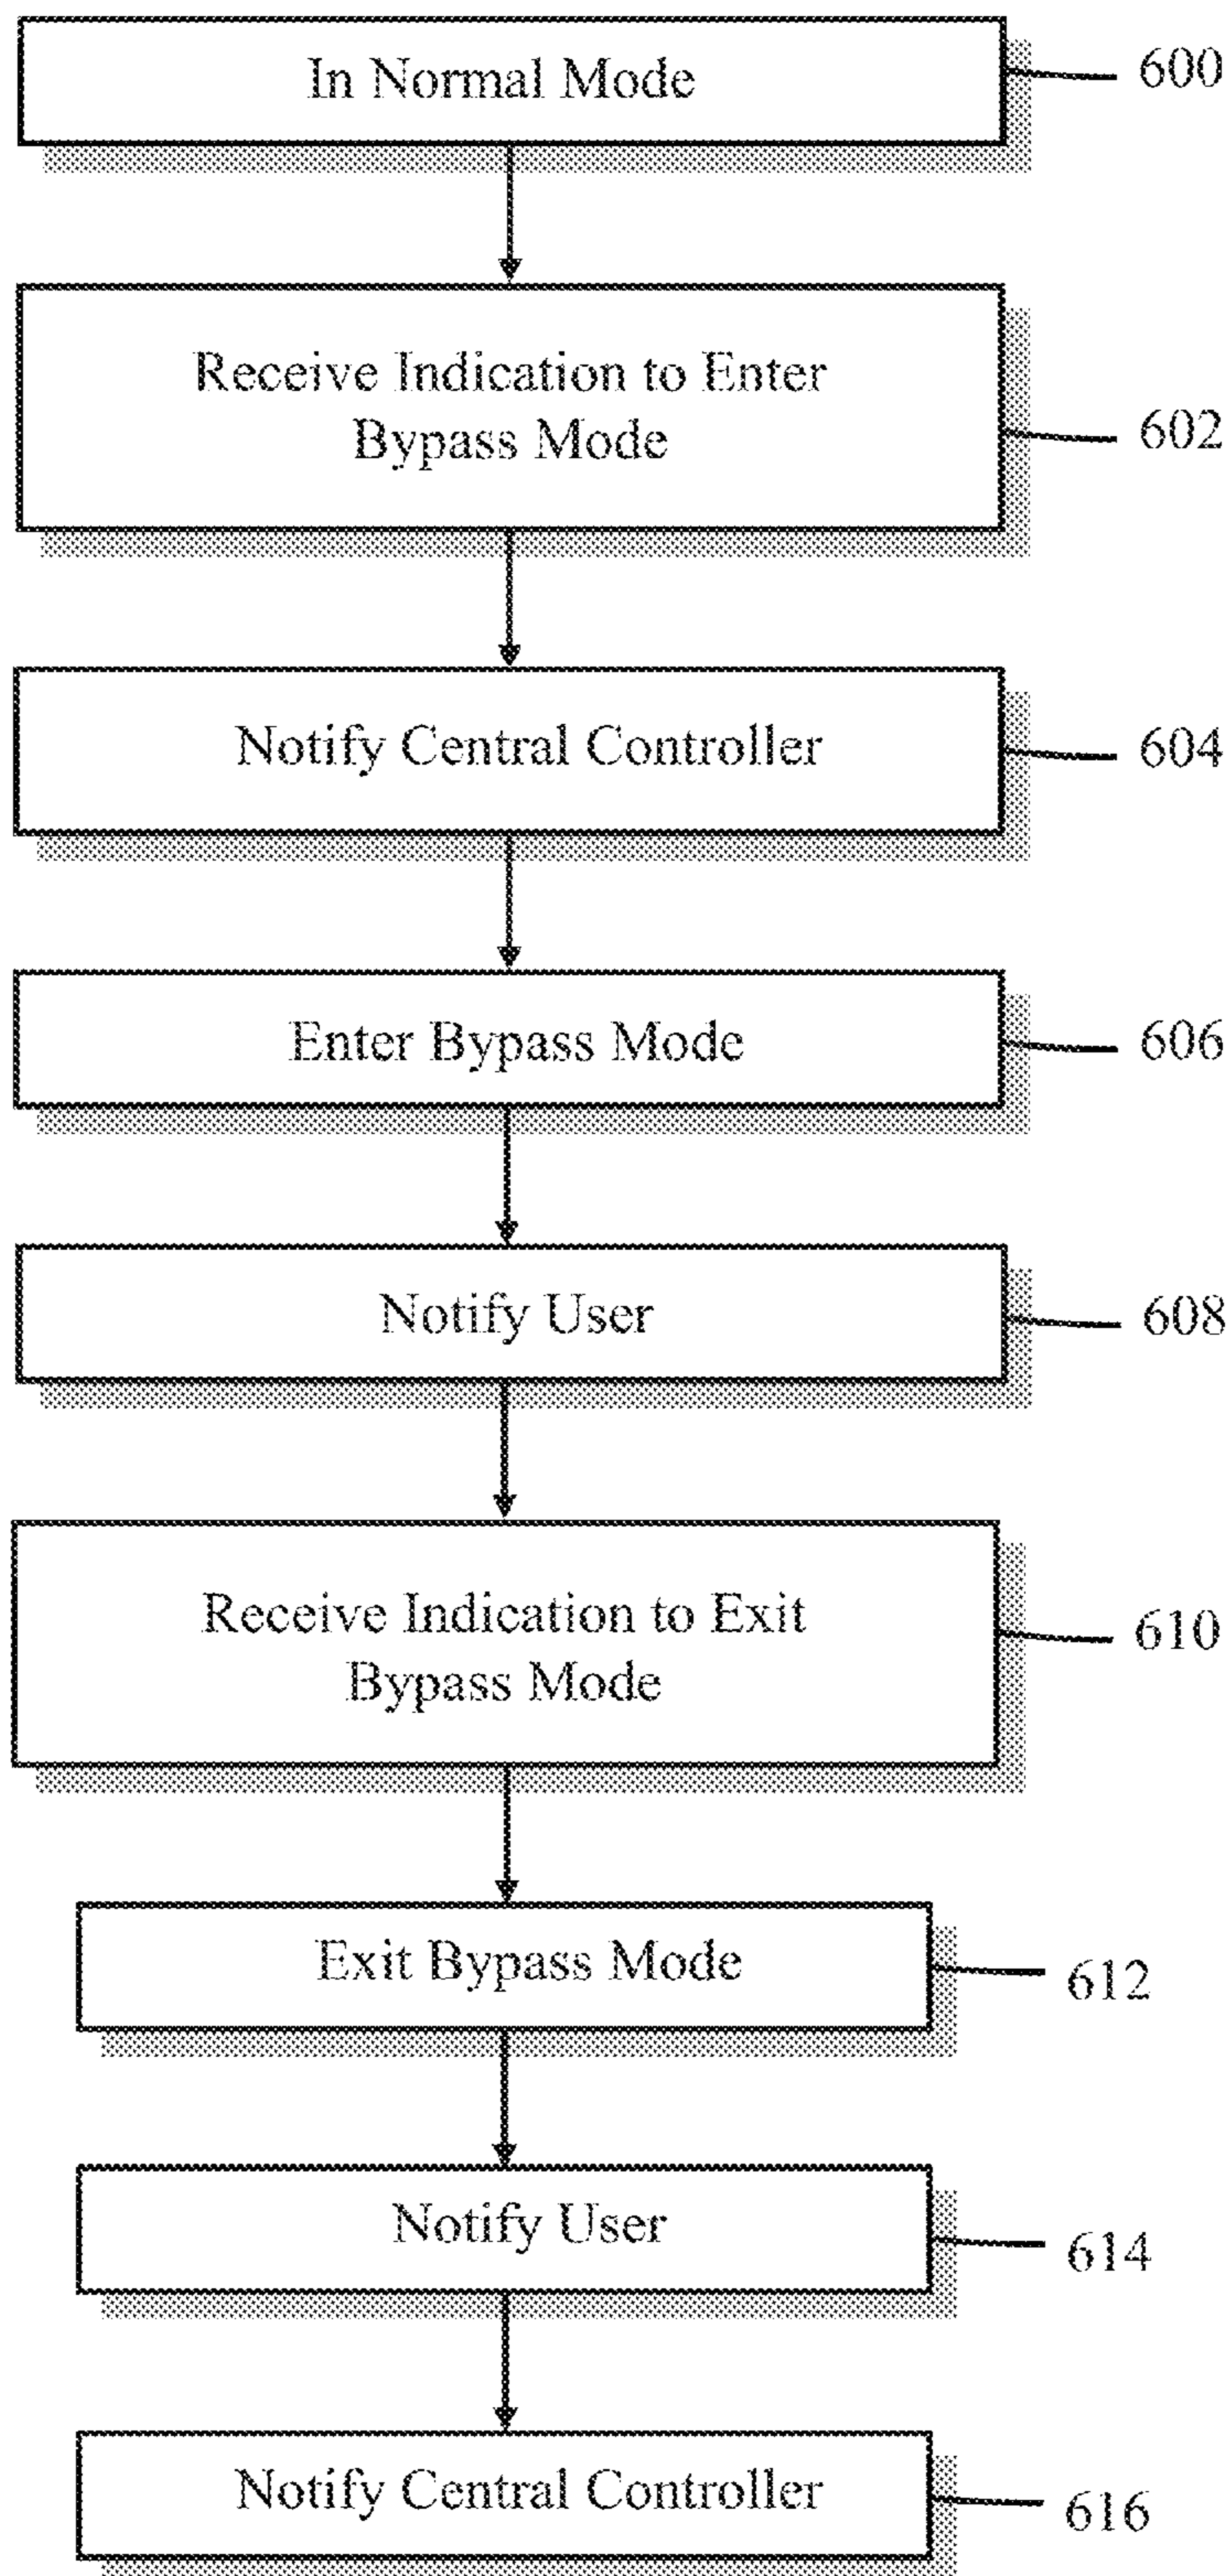 In Normal Mode
600
Receive Indication to Enter
Bypass Mode
602
Notify Central Controller
604
Enter Bypass Mode
606
Notify User
608
Receive Indication to Exit
Bypass Mode
610
Exit Bypass Mode
612
Notify User
614
Notify Central Controller
616